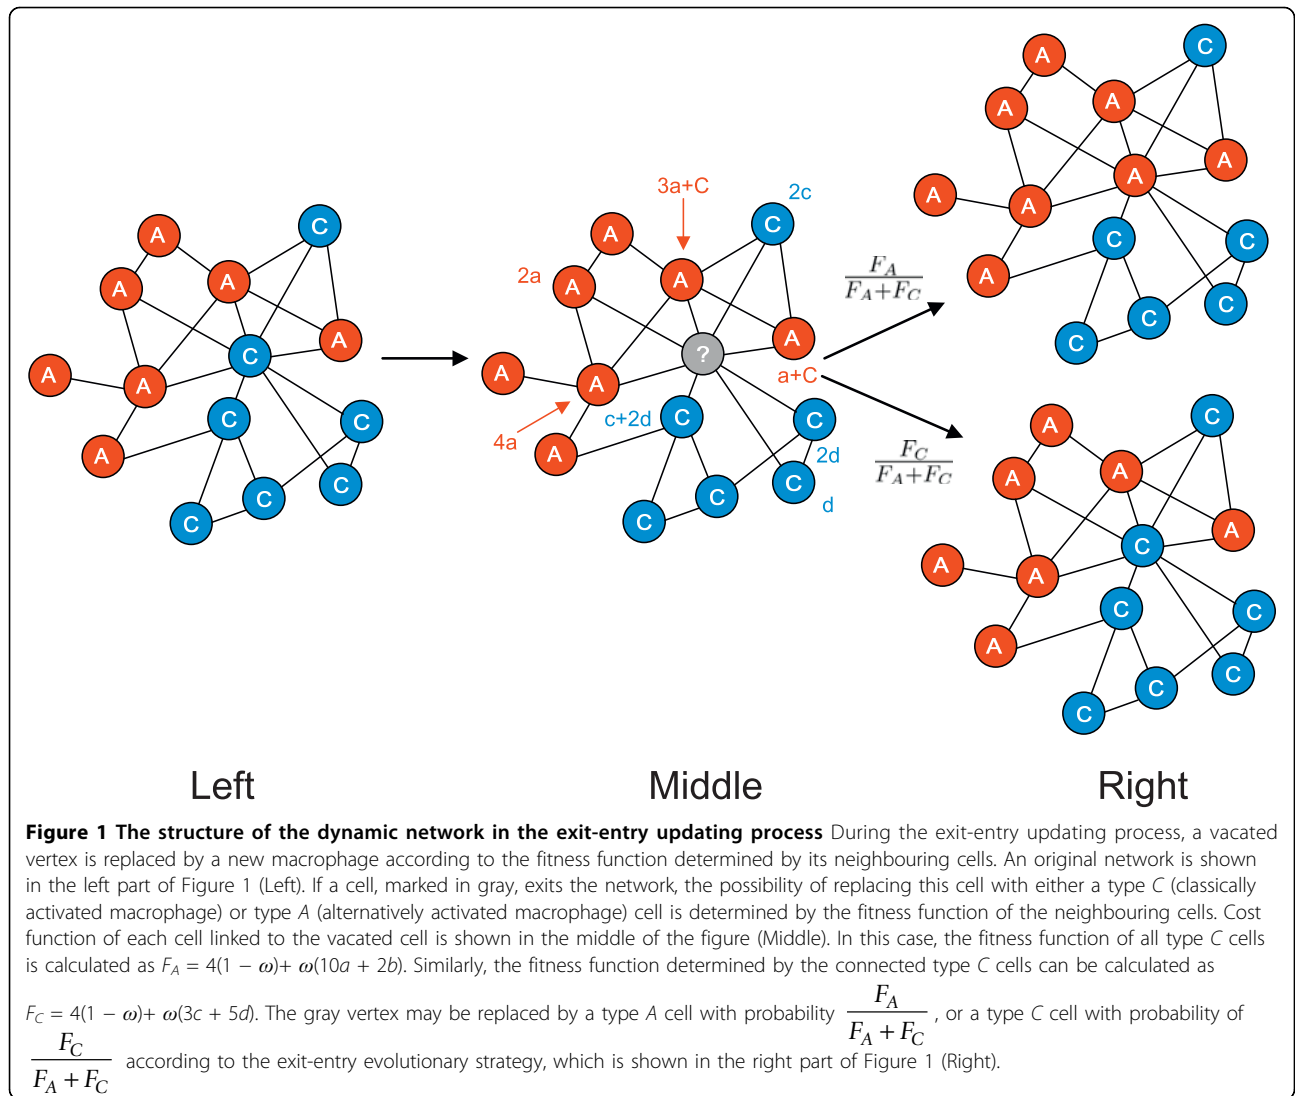 A
C
A
A
A
C
A
A
C
C
A
C
C
C
3a+C
2c
A
C
2a
A
A
A
?
a+C
A
A
4a
c+2d
C
C
2d
A
C
C
d
C
F_A / F_A+F_C
F_C / F_A+F_C
C
A
A
A
A
A
A
A
C
C
A
C
C
C
C
A
A
A
A
C
A
A
C
C
A
C
C
C
Left
Middle
Right
Figure 1 The structure of the dynamic network in the exit-entry updating process During the exit-entry updating process, a vacated
vertex is replaced by a new macrophage according to the fitness function determined by its neighbouring cells. An original network is shown
in the left part of Figure 1 (Left). If a cell, marked in gray, exits the network, the possibility of replacing this cell with either a type C (classically
activated macrophage) or type A (alternatively activated macrophage) cell is determined by the fitness function of the neighbouring cells. Cost
function of each cell linked to the vacated cell is shown in the middle of the figure (Middle). In this case, the fitness function of all type C cells
is calculated as F_A = 4(1 − ω)+ ω(10a + 2b). Similarly, the fitness function determined by the connected type C cells can be calculated as
F_C = 4(1 − ω)+ ω(3c + 5d). The gray vertex may be replaced by a type A cell with probability F_A / F_A + F_C , or a type C cell with probability of
F_C / F_A + F_C according to the exit-entry evolutionary strategy, which is shown in the right part of Figure 1 (Right).